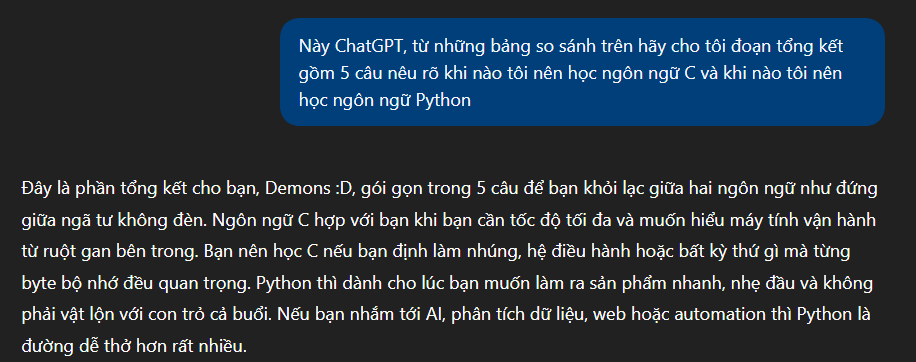 Này ChatGPT, từ những bảng so sánh trên hãy cho tôi đoạn tổng kết
gồm 5 câu nêu rõ khi nào tôi nên học ngôn ngữ C và khi nào tôi nên
học ngôn ngữ Python
Đây là phần tổng kết cho bạn, Demons :D, gói gọn trong 5 câu để bạn khỏi lạc giữa hai ngôn ngữ như đứng
giữa ngã tư không đèn. Ngôn ngữ C hợp với bạn khi bạn cần tốc độ tối đa và muốn hiểu máy tính vận hành
từ ruột gan bên trong. Bạn nên học C nếu bạn định làm nhúng, hệ điều hành hoặc bất kỳ thứ gì mà từng
byte bộ nhớ đều quan trọng. Python thì dành cho lúc bạn muốn làm ra sản phẩm nhanh, nhẹ đầu và không
phải vật lộn với con trỏ cả buổi. Nếu bạn nhắm tới AI, phân tích dữ liệu, web hoặc automation thì Python là
đường dễ thở hơn rất nhiều.